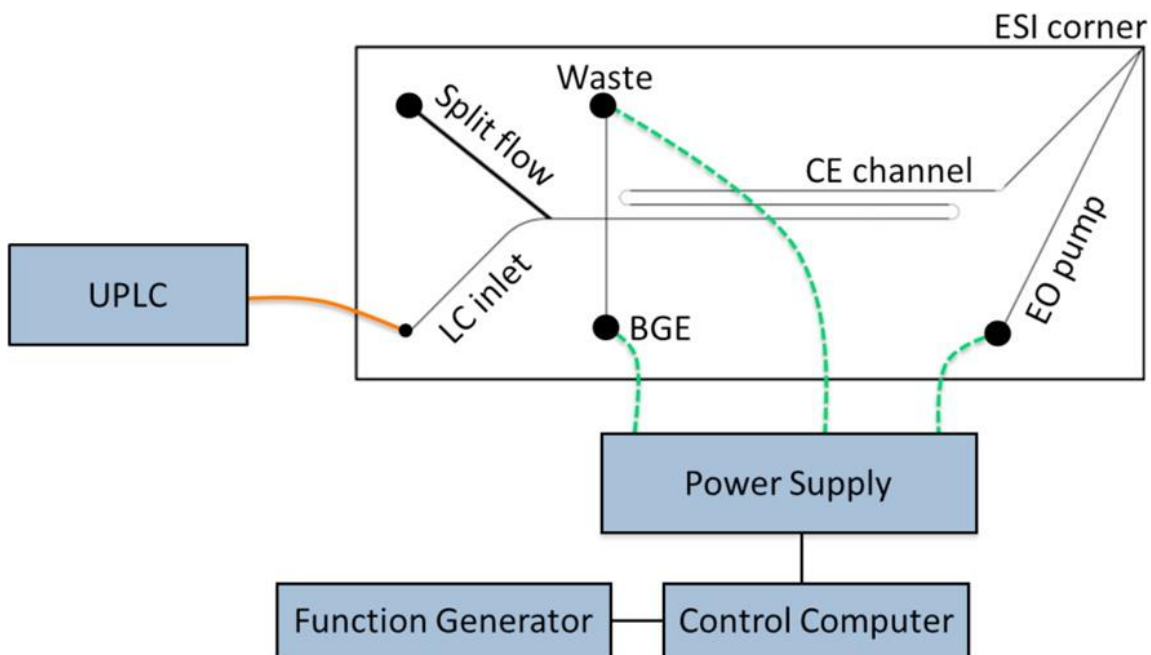 ESI corner
Waste
Split flow
CE channel
UPLC
LC inlet
BGE
EO pump
Power Supply
Function Generator
Control Computer